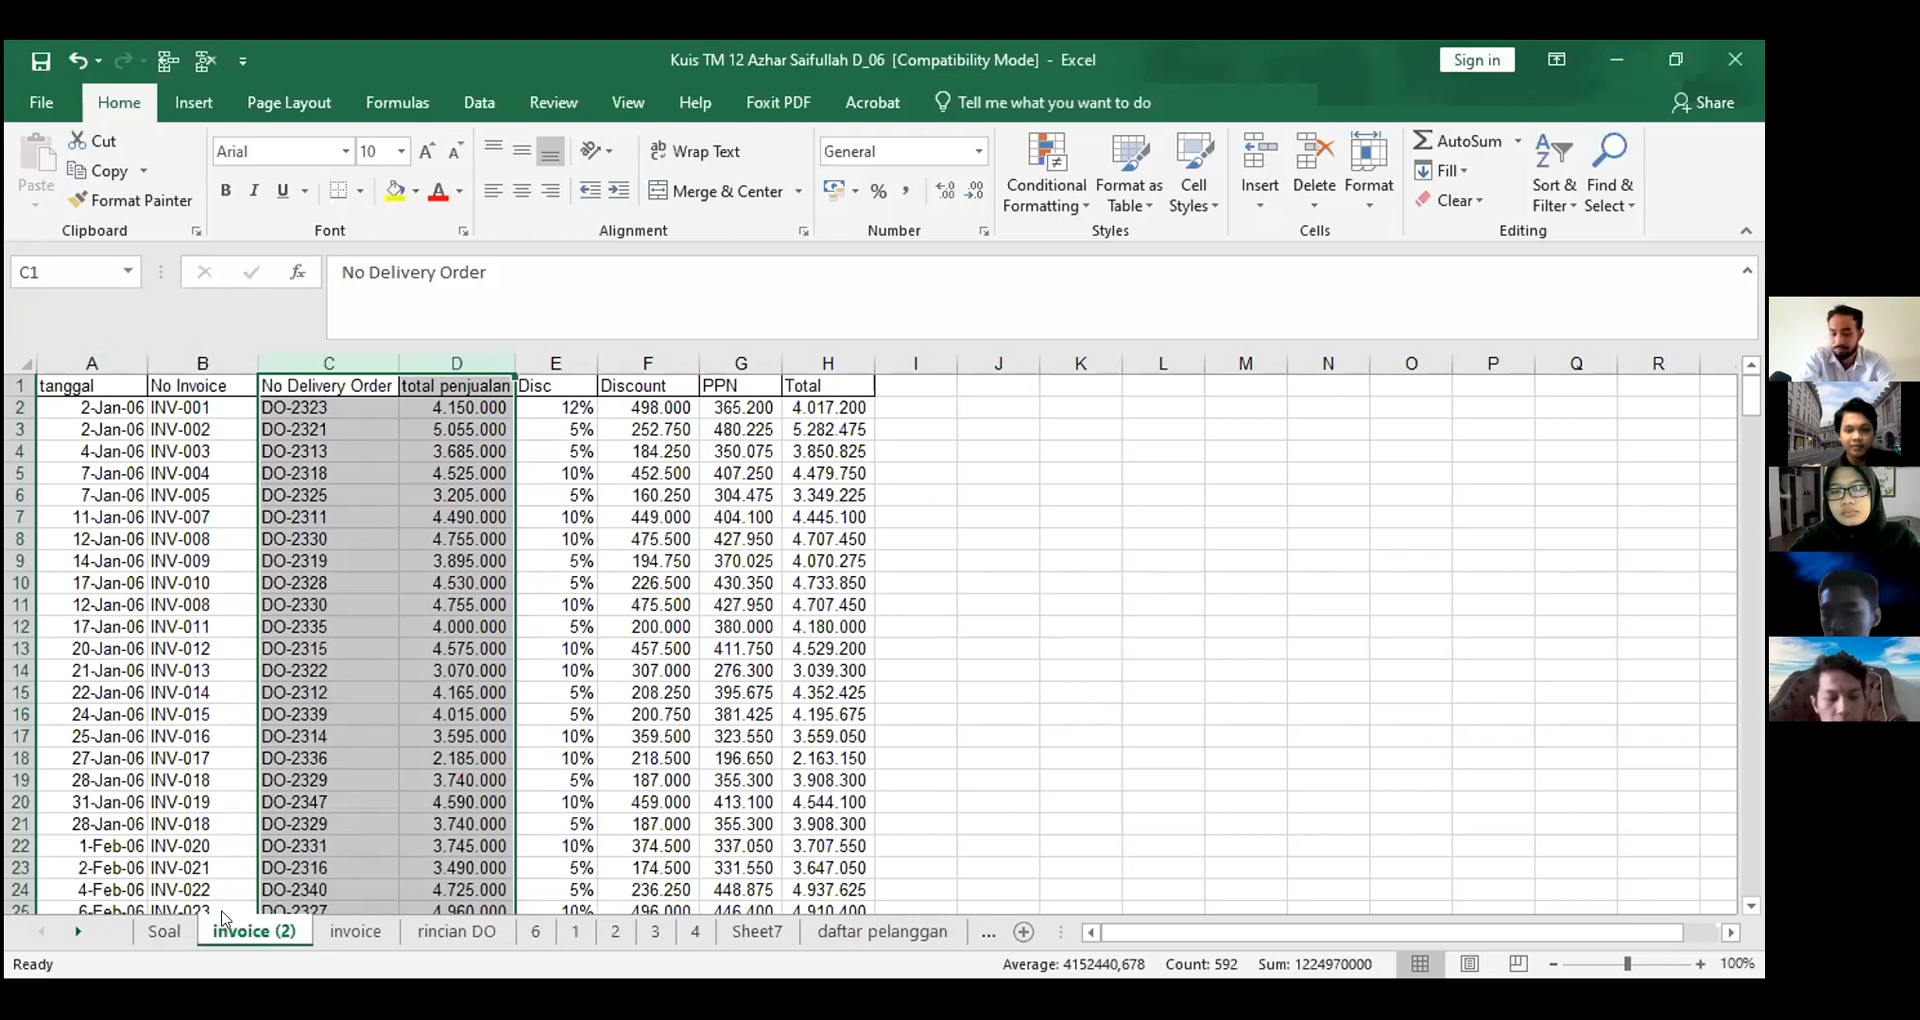 Kuis TM 12 Azhar Saifullah D_06 [Compatibility Mode] - Excel
Sign in
File Home Insert Page Layout Formulas Data Review View Help Foxit PDF Acrobat Tell me what you want to do Share
Paste Cut Copy Format Painter Clipboard
Arial 10 B I U Font
Wrap Text Merge & Center Alignment
General % Number
Conditional Formatting Format as Table Cell Styles Styles
Insert Delete Format Cells
AutoSum Fill Clear Sort & Filter Find & Select Editing
C1 fx No Delivery Order
A B C D E F G H I J K L M N O P Q R
1 tanggal No Invoice No Delivery Order total penjualan Disc Discount PPN Total
2 2-Jan-06 INV-001 DO-2323 4.150.000 12% 498.000 365.200 4.017.200
3 2-Jan-06 INV-002 DO-2321 5.055.000 5% 252.750 480.225 5.282.475
4 4-Jan-06 INV-003 DO-2313 3.685.000 5% 184.250 350.075 3.850.825
5 7-Jan-06 INV-004 DO-2318 4.525.000 10% 452.500 407.250 4.479.750
6 7-Jan-06 INV-005 DO-2325 3.205.000 5% 160.250 304.475 3.349.225
7 11-Jan-06 INV-007 DO-2311 4.490.000 10% 449.000 404.100 4.445.100
8 12-Jan-06 INV-008 DO-2330 4.755.000 10% 475.500 427.950 4.707.450
9 14-Jan-06 INV-009 DO-2319 3.895.000 5% 194.750 370.025 4.070.275
10 17-Jan-06 INV-010 DO-2328 4.530.000 5% 226.500 430.350 4.733.850
11 12-Jan-06 INV-008 DO-2330 4.755.000 10% 475.500 427.950 4.707.450
12 17-Jan-06 INV-011 DO-2335 4.000.000 5% 200.000 380.000 4.180.000
13 20-Jan-06 INV-012 DO-2315 4.575.000 10% 457.500 411.750 4.529.200
14 21-Jan-06 INV-013 DO-2322 3.070.000 10% 307.000 276.300 3.039.300
15 22-Jan-06 INV-014 DO-2312 4.165.000 5% 208.250 395.675 4.352.425
16 24-Jan-06 INV-015 DO-2339 4.015.000 5% 200.750 381.425 4.195.675
17 25-Jan-06 INV-016 DO-2314 3.595.000 10% 359.500 323.550 3.559.050
18 27-Jan-06 INV-017 DO-2336 2.185.000 10% 218.500 196.650 2.163.150
19 28-Jan-06 INV-018 DO-2329 3.740.000 5% 187.000 355.300 3.908.300
20 31-Jan-06 INV-019 DO-2347 4.590.000 10% 459.000 413.100 4.544.100
21 28-Jan-06 INV-018 DO-2329 3.740.000 5% 187.000 355.300 3.908.300
22 1-Feb-06 INV-020 DO-2331 3.745.000 10% 374.500 337.050 3.707.550
23 2-Feb-06 INV-021 DO-2316 3.490.000 5% 174.500 331.550 3.647.050
24 4-Feb-06 INV-022 DO-2340 4.725.000 5% 236.250 448.875 4.937.625
25 6-Feb-06 INV-023 DO-2327 4.960.000 10% 496.000 446.400 4.910.400
Soal invoice (2) invoice rincian DO 6 1 2 3 4 Sheet7 daftar pelanggan ...
Ready Average: 4152440,678 Count: 592 Sum: 1224970000 100%